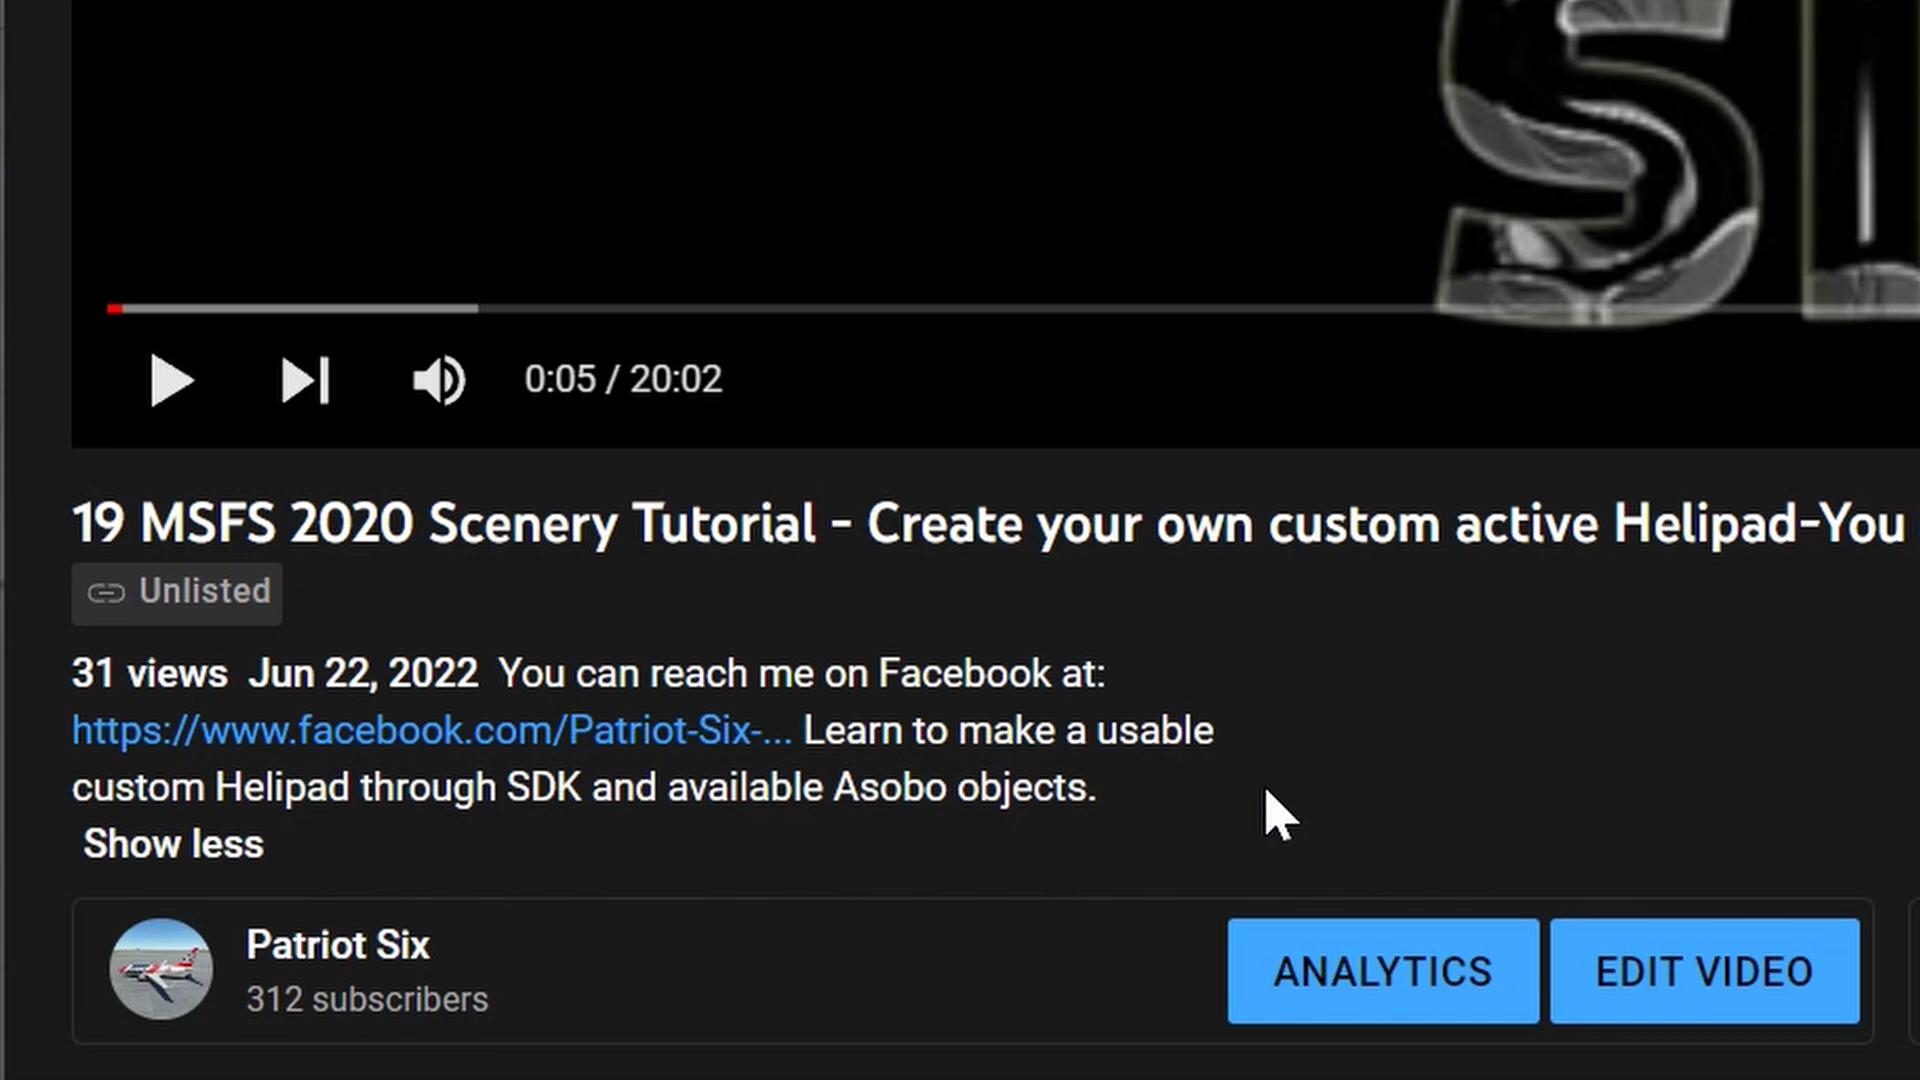 SI
0:05 / 20:02
19 MSFS 2020 Scenery Tutorial - Create your own custom active Helipad-You
Unlisted
31 views Jun 22, 2022 You can reach me on Facebook at:
https://www.facebook.com/Patriot-Six-... Learn to make a usable
custom Helipad through SDK and available Asobo objects.
Show less
Patriot Six
312 subscribers
ANALYTICS
EDIT VIDEO